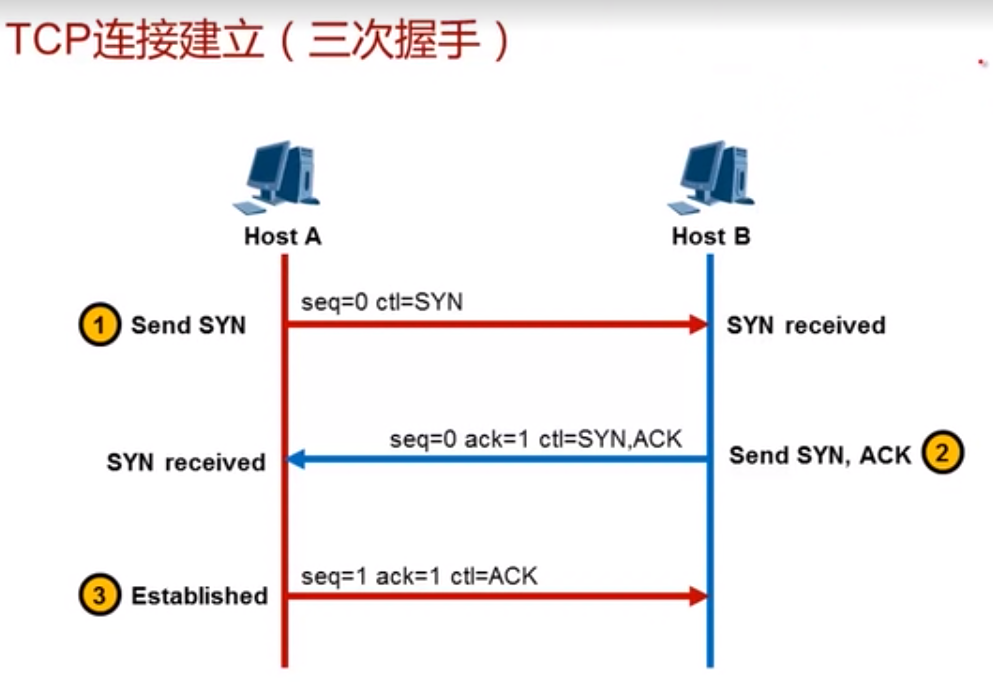 TCP连接建立（三次握手）
Host A
Host B
seq=0 ctl=SYN
1 Send SYN
SYN received
seq=0 ack=1 ctl=SYN,ACK
SYN received
Send SYN, ACK 2
seq=1 ack=1 ctl=ACK
3 Established